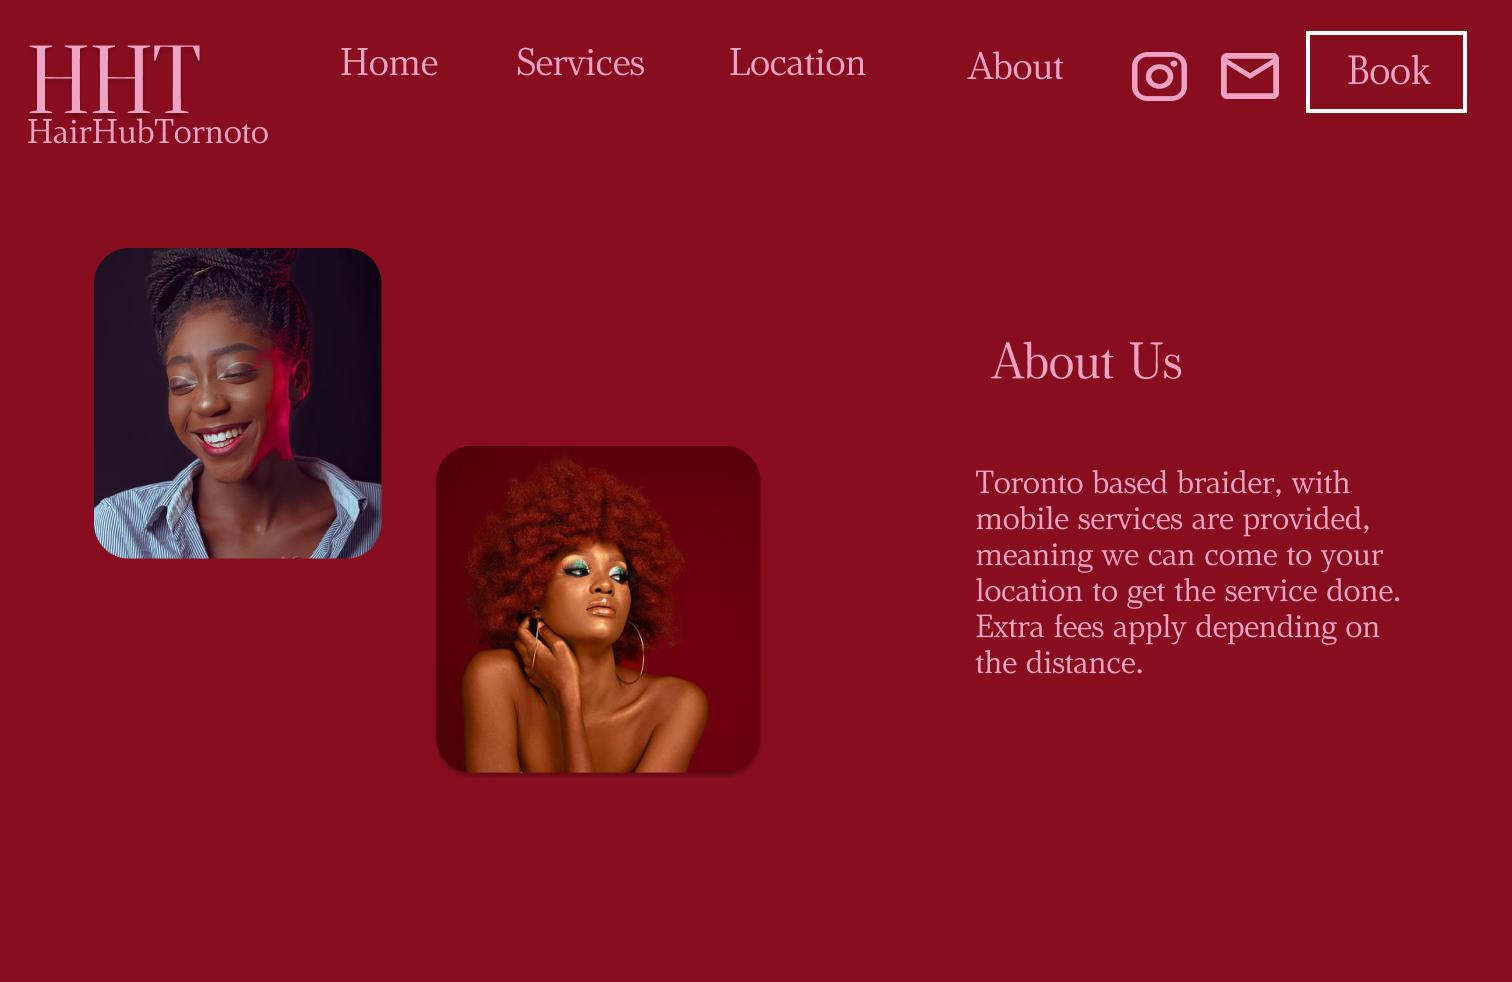 HHT
HairHubTornoto
Home
Services
Location
About
Book
About Us
Toronto based braider, with
mobile services are provided,
meaning we can come to your
location to get the service done.
Extra fees apply depending on
the distance.